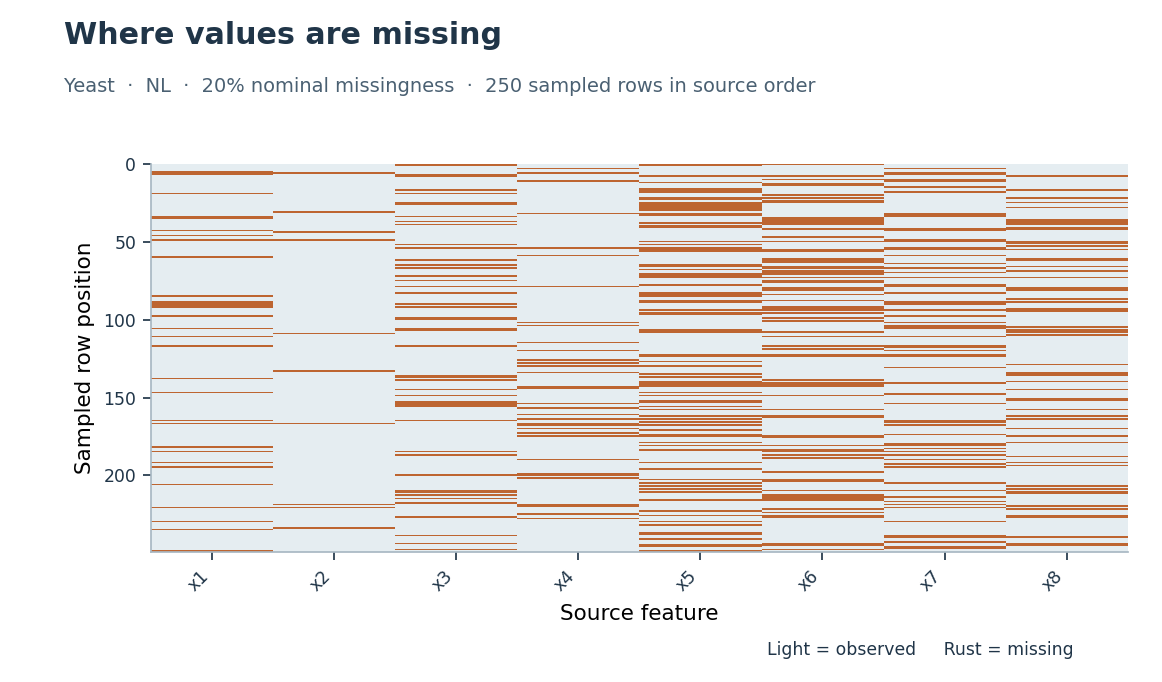 Where values are missing
Yeast · NL · 20% nominal missingness · 250 sampled rows in source order
Sampled row position
0
50
100
150
200
x1 x2 x3 x4 x5 x6 x7 x8
Source feature
Light = observed Rust = missing